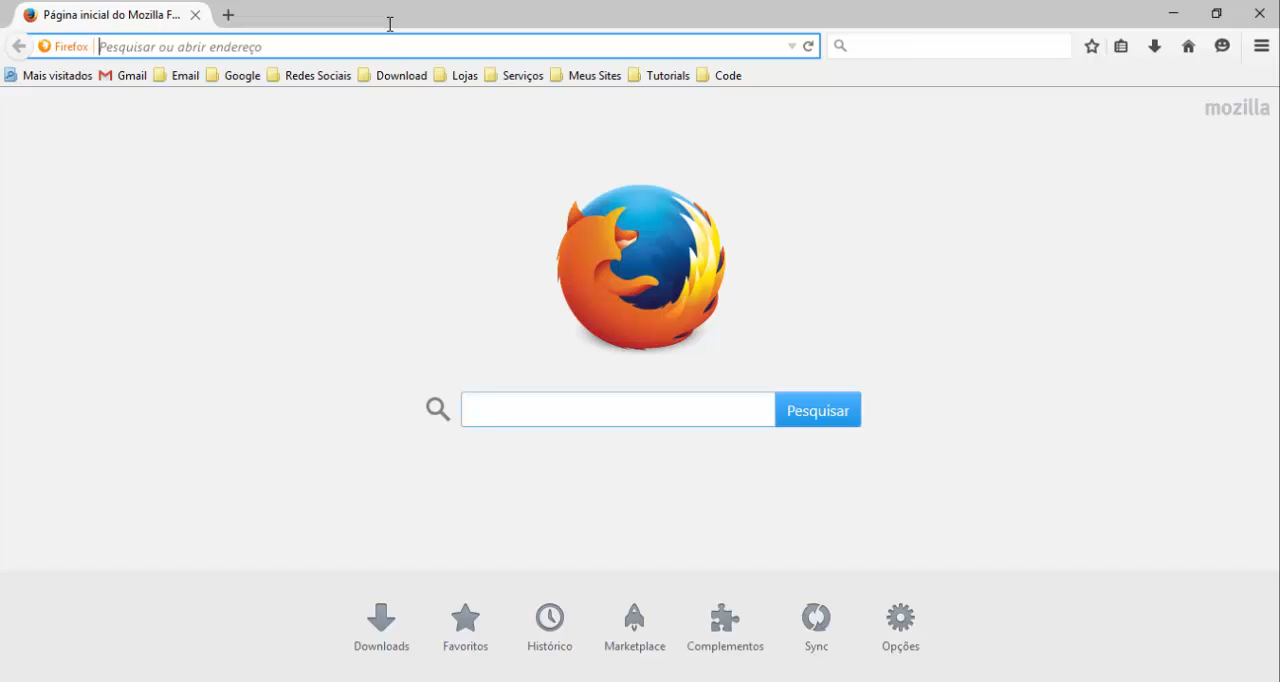 Página inicial do Mozilla F...
Firefox Pesquisar ou abrir endereço
Mais visitados Gmail Email Google Redes Sociais Download Lojas Serviços Meus Sites Tutorials Code
mozilla
Pesquisar
Downloads Favoritos Histórico Marketplace Complementos Sync Opções